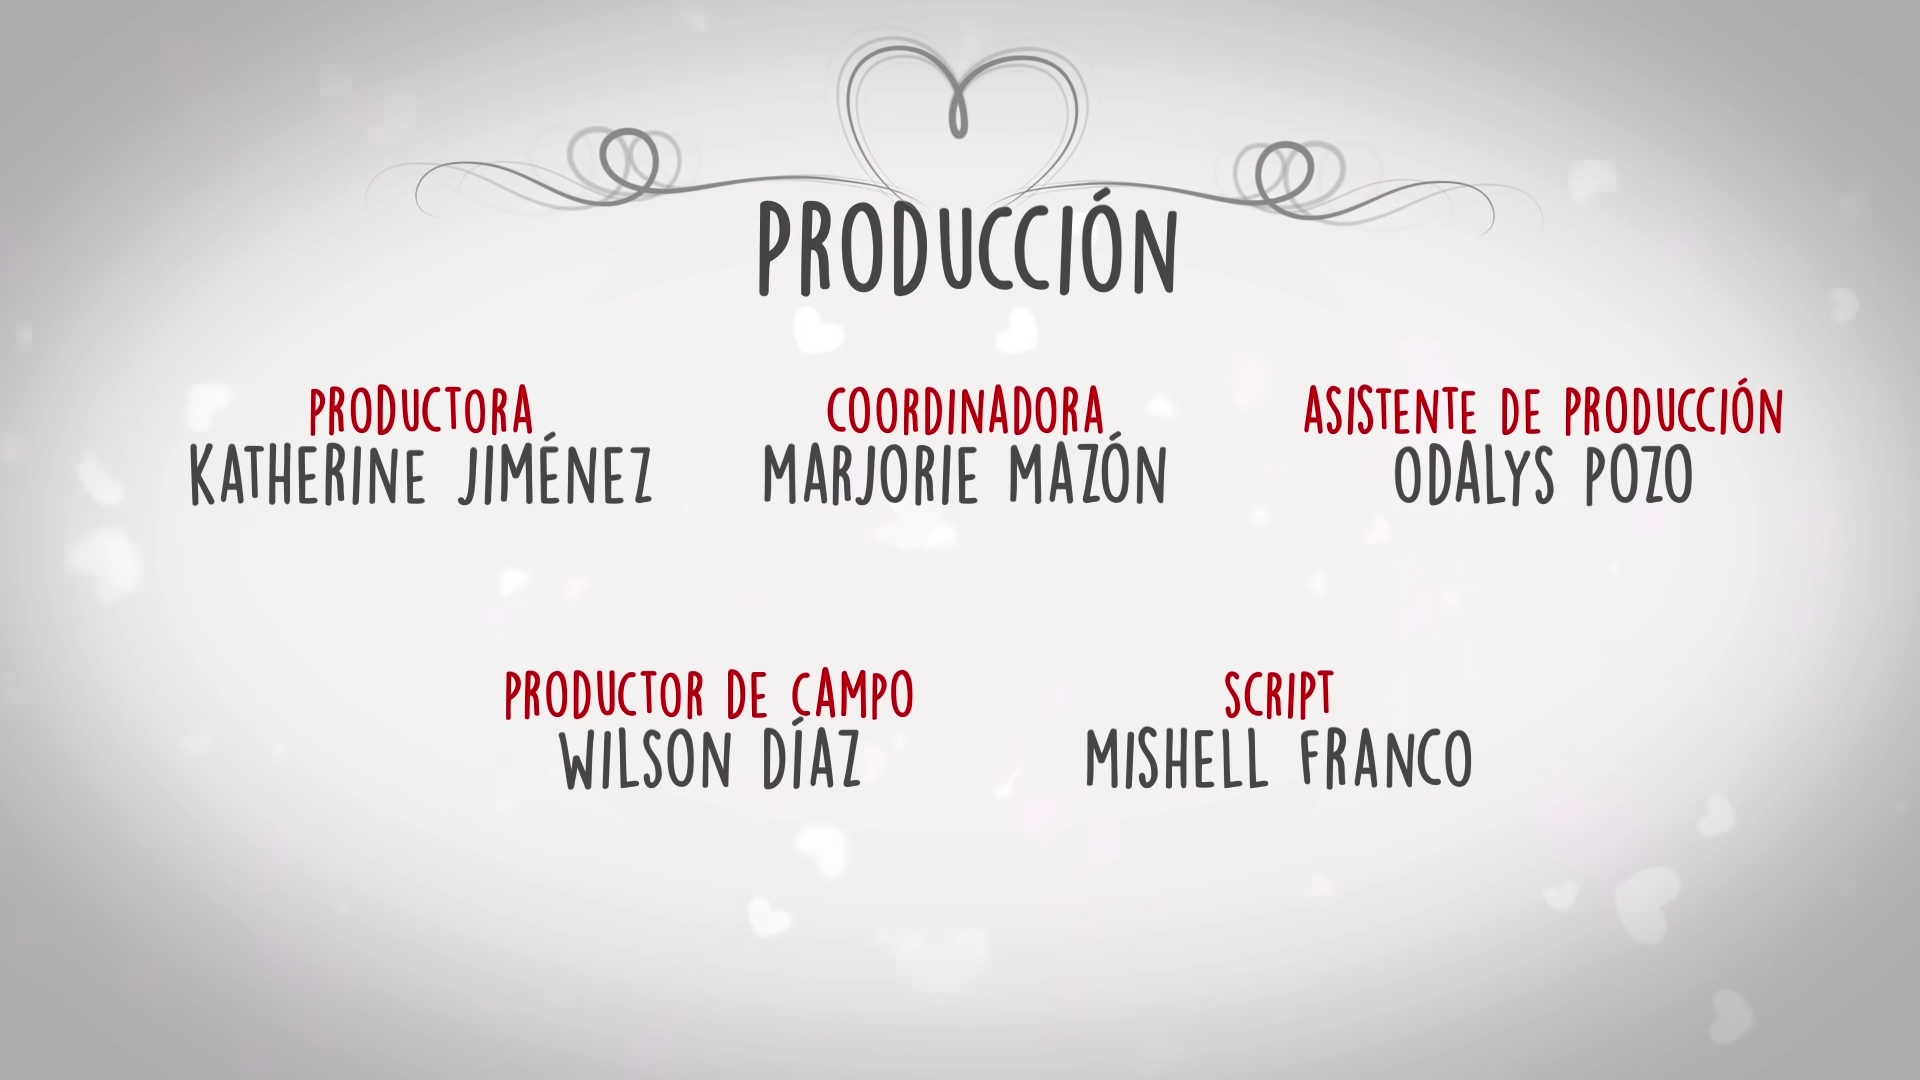 PRODUCCIÓN
PRODUCTORA
KATHERINE JIMÉNEZ
COORDINADORA
MARJORIE MAZÓN
ASISTENTE DE PRODUCCIÓN
ODALYS POZO
PRODUCTOR DE CAMPO
WILSON DÍAZ
SCRIPT
MISHELL FRANCO